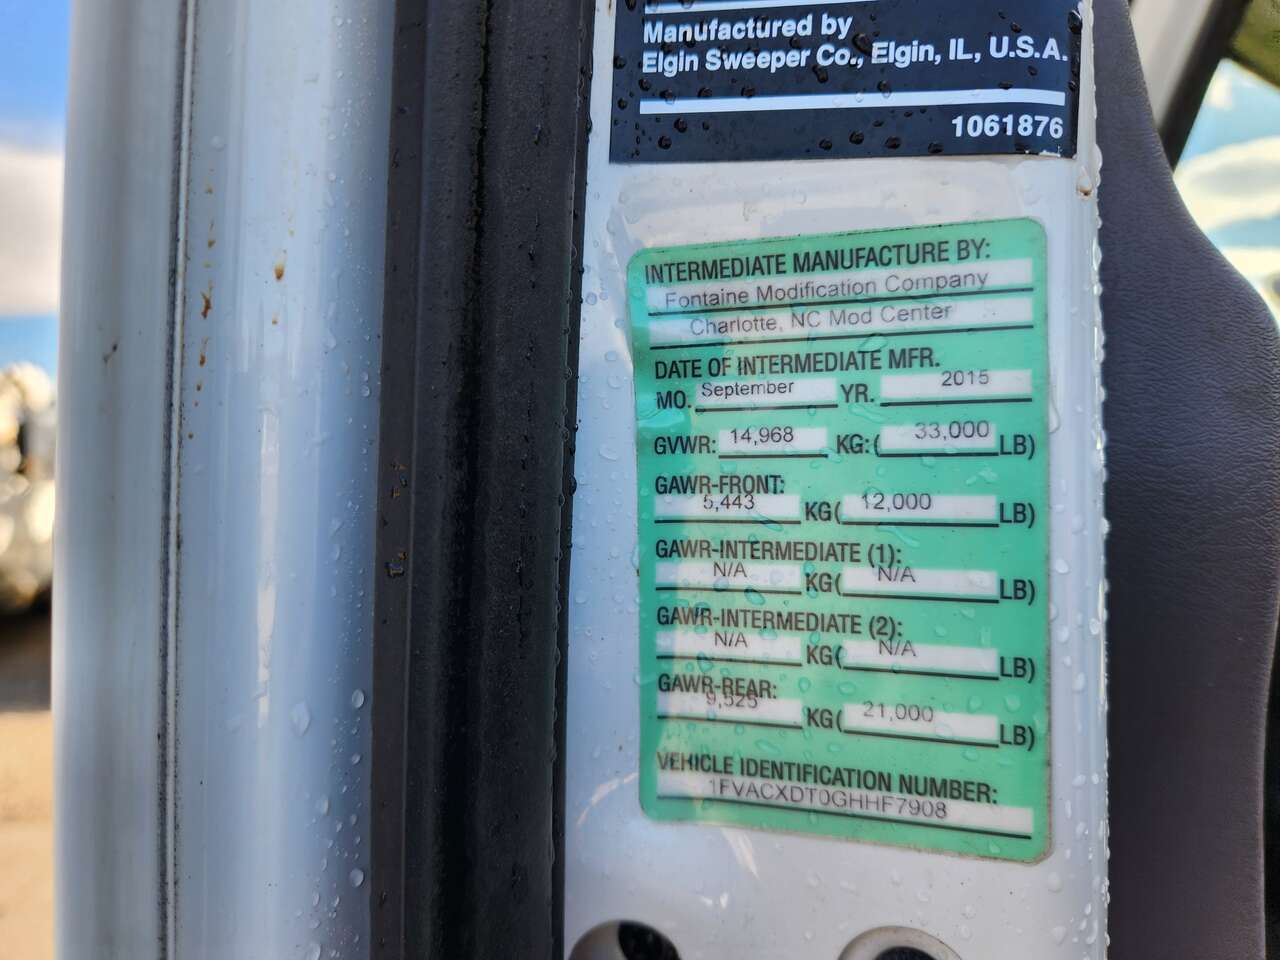 Manufactured by
Elgin Sweeper Co., Elgin, IL, U.S.A.
1061876
INTERMEDIATE MANUFACTURE BY:
Fontaine Modification Company
Charlotte, NC Mod Center
DATE OF INTERMEDIATE MFR.
MO. September YR. 2015
GVWR: 14,968 KG: ( 33,000 LB)
GAWR-FRONT:
5,443 KG ( 12,000 LB)
GAWR-INTERMEDIATE (1):
N/A KG ( N/A LB)
GAWR-INTERMEDIATE (2):
N/A KG ( N/A LB)
GAWR-REAR:
9,525 KG ( 21,000 LB)
VEHICLE IDENTIFICATION NUMBER:
1FVACXDT0GHHF7908